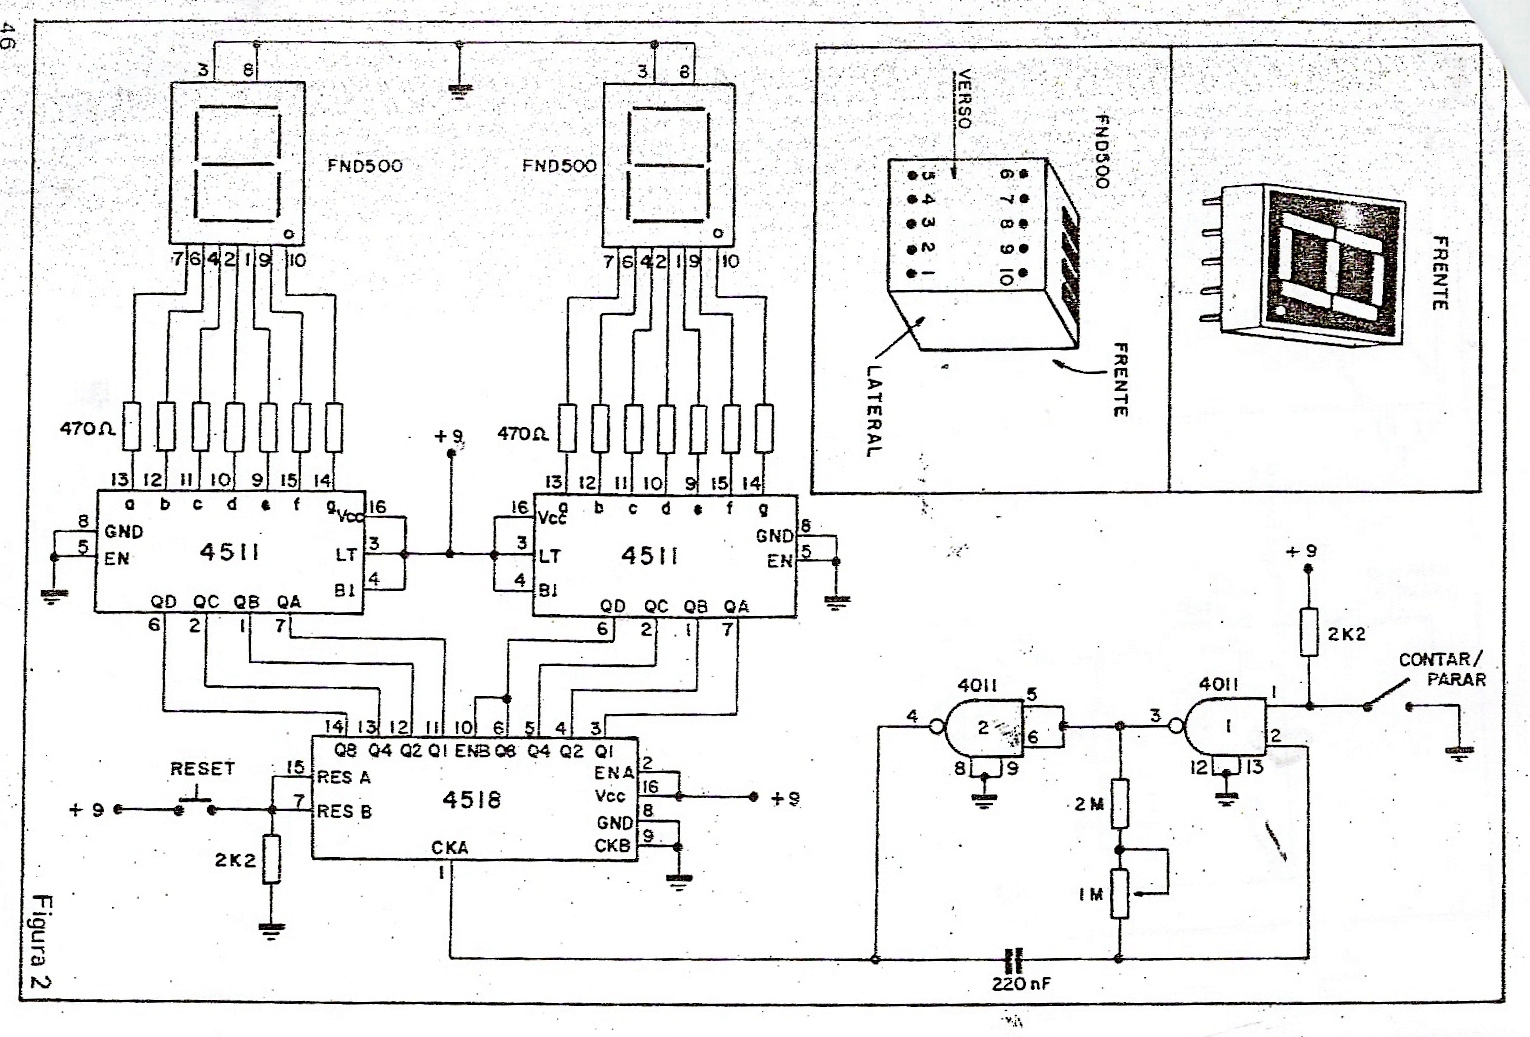 46
3 8
3 8
FND500
FND500
7 6 4 2 1 9 10
7 6 4 2 1 9 10
470Ω
470Ω
+9
13 12 11 10 9 15 14
a b c d e f g
13 12 11 10 9 15 14
a b c d e f g
8 GND
5 EN
4511
Vcc 16
LT 3
BI 4
QD QC QB QA
6 2 1 7
16 Vcc
3 LT
4 BI
4511
GND 8
EN 5
QD QC QB QA
6 2 1 7
14 13 12 11 10 6 5 4 3
Q8 Q4 Q2 Q1 ENB Q8 Q4 Q2 Q1
RESET
+9
15 RES A
7 RES B
4518
ENA 2
Vcc 16
GND 8
CKB 9
+9
CKA
1
2K2
VERSO
FND500
5 4 3 2 1
6 7 8 9 10
LATERAL
FRENTE
FRENTE
+9
2K2
CONTAR/
PARAR
4011
4 2 5
6
8 9
4011
3 1 1
2
12 13
2M
1M
220nF
Figura 2